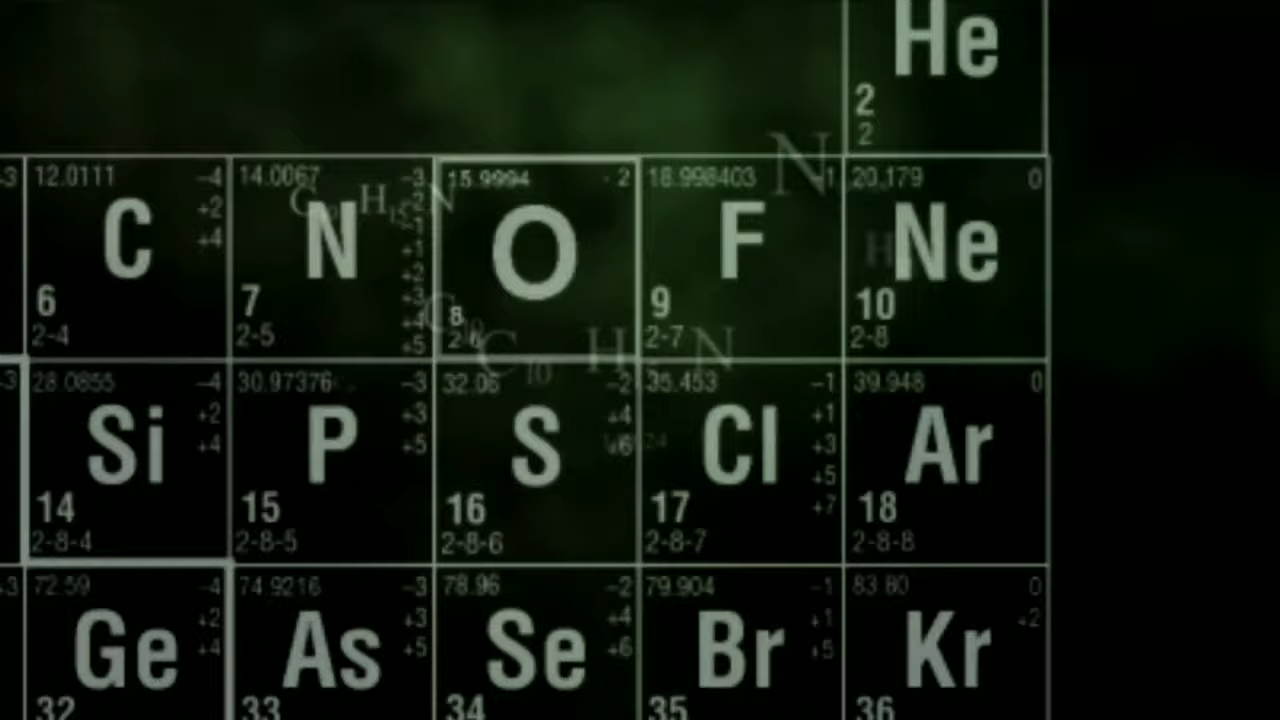 He
2
2
12.0111 -4 14.0067 -3 15.9994 -2 18.998403 -1 20.179 0
C +2 N O F Ne
+4
6 7 8 9 10
2-4 2-5 2-6 2-7 2-8
N
C H N
C 10 H N
28.0855 -4 30.97376 -3 32.06 -2 35.453 -1 39.948 0
Si +2 P +3 S +4 Cl +1 Ar
+4 +5 +6 +3
+5
14 15 16 17 +7 18
2-8-4 2-8-5 2-8-6 2-8-7 2-8-8
72.59 -4 74.9216 -3 78.96 -2 79.904 -1 83.80 0
Ge +2 As +3 Se +4 Br +1 Kr +2
+4 +5 +6 +5
32 33 34 35 36